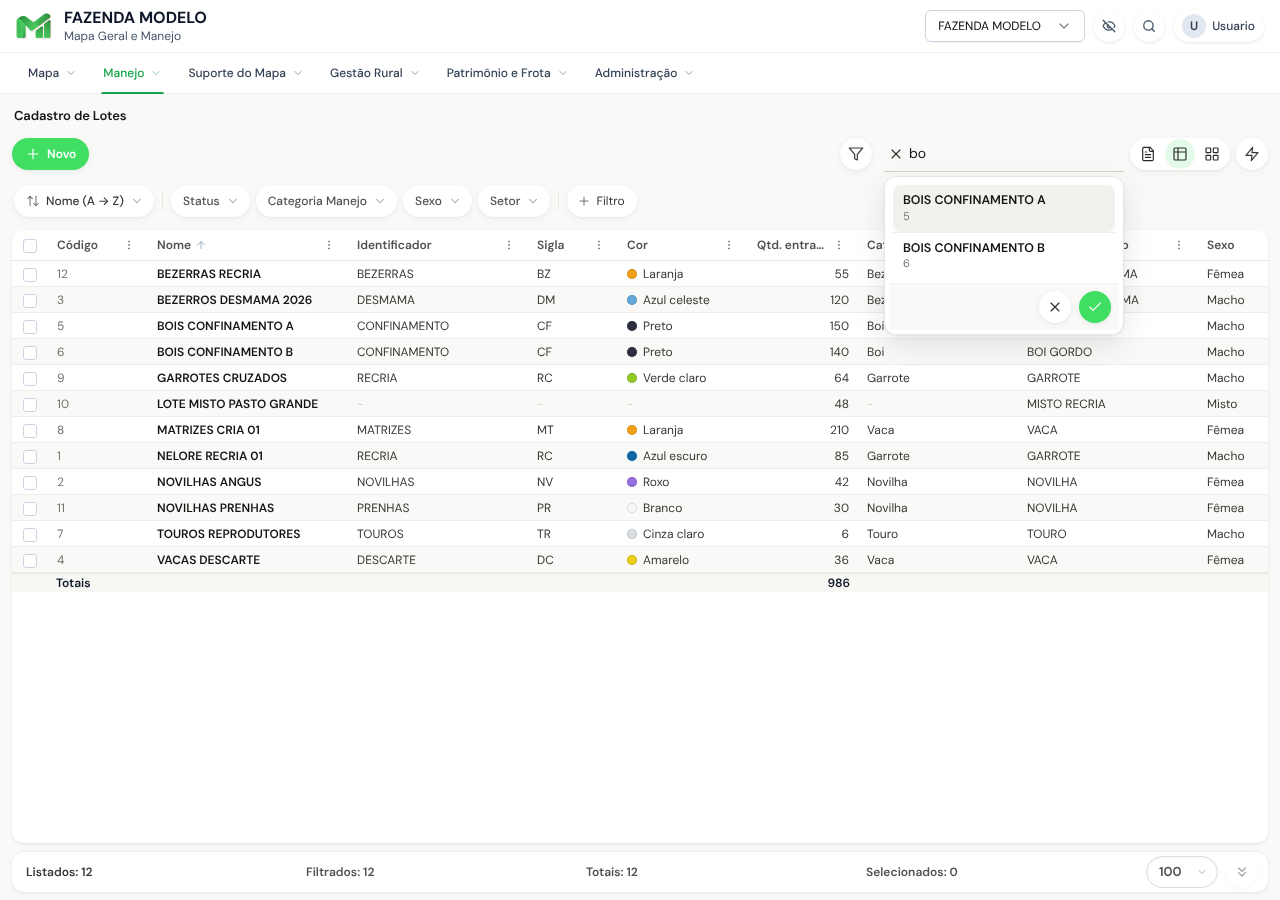 FAZENDA MODELO
Mapa Geral e Manejo
FAZENDA MODELO
U Usuario
Mapa Manejo Suporte do Mapa Gestão Rural Patrimônio e Frota Administração
Cadastro de Lotes
Novo
bo
Nome (A → Z) Status Categoria Manejo Sexo Setor Filtro
BOIS CONFINAMENTO A
5
BOIS CONFINAMENTO B
6
Código Nome Identificador Sigla Cor Qtd. entra... Sexo
12 BEZERRAS RECRIA BEZERRAS BZ Laranja 55 Fêmea
3 BEZERROS DESMAMA 2026 DESMAMA DM Azul celeste 120 Macho
5 BOIS CONFINAMENTO A CONFINAMENTO CF Preto 150 Macho
6 BOIS CONFINAMENTO B CONFINAMENTO CF Preto 140 Boi BOI GORDO Macho
9 GARROTES CRUZADOS RECRIA RC Verde claro 64 Garrote GARROTE Macho
10 LOTE MISTO PASTO GRANDE – – – 48 – MISTO RECRIA Misto
8 MATRIZES CRIA 01 MATRIZES MT Laranja 210 Vaca VACA Fêmea
1 NELORE RECRIA 01 RECRIA RC Azul escuro 85 Garrote GARROTE Macho
2 NOVILHAS ANGUS NOVILHAS NV Roxo 42 Novilha NOVILHA Fêmea
11 NOVILHAS PRENHAS PRENHAS PR Branco 30 Novilha NOVILHA Fêmea
7 TOUROS REPRODUTORES TOUROS TR Cinza claro 6 Touro TOURO Macho
4 VACAS DESCARTE DESCARTE DC Amarelo 36 Vaca VACA Fêmea
Totais 986
Listados: 12 Filtrados: 12 Totais: 12 Selecionados: 0 100